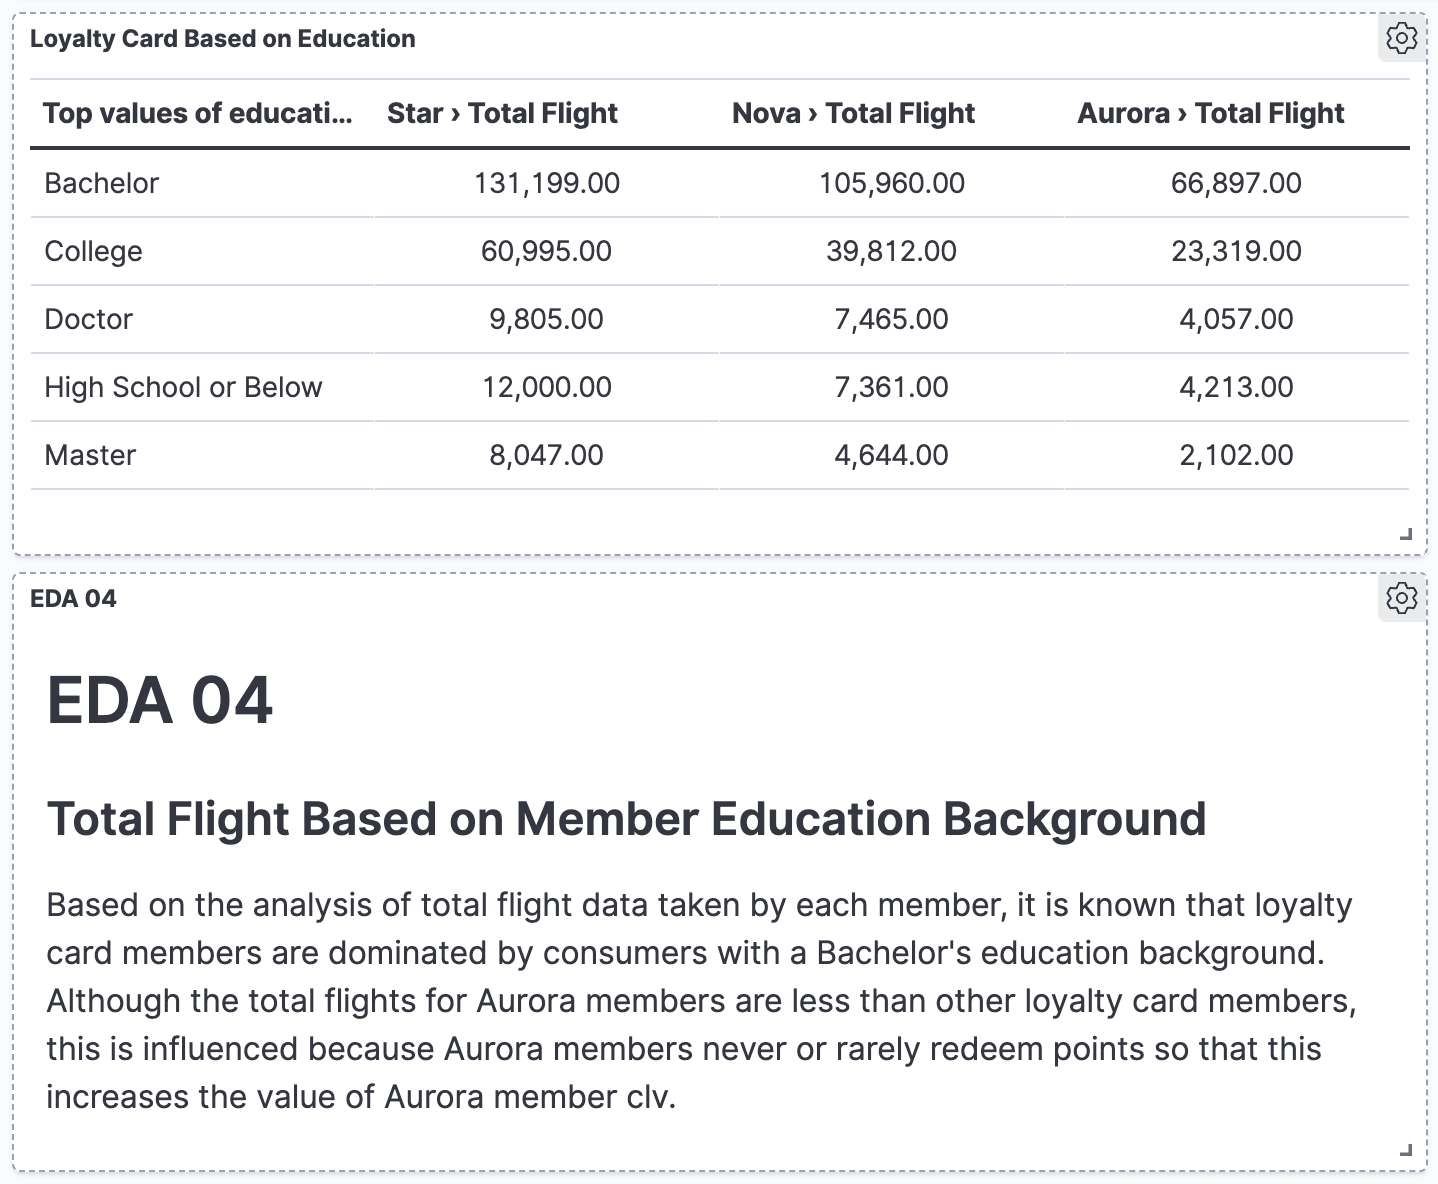 Loyalty Card Based on Education
Top values of educati... Star › Total Flight Nova › Total Flight Aurora › Total Flight
Bachelor 131,199.00 105,960.00 66,897.00
College 60,995.00 39,812.00 23,319.00
Doctor 9,805.00 7,465.00 4,057.00
High School or Below 12,000.00 7,361.00 4,213.00
Master 8,047.00 4,644.00 2,102.00
EDA 04
EDA 04
Total Flight Based on Member Education Background
Based on the analysis of total flight data taken by each member, it is known that loyalty
card members are dominated by consumers with a Bachelor's education background.
Although the total flights for Aurora members are less than other loyalty card members,
this is influenced because Aurora members never or rarely redeem points so that this
increases the value of Aurora member clv.